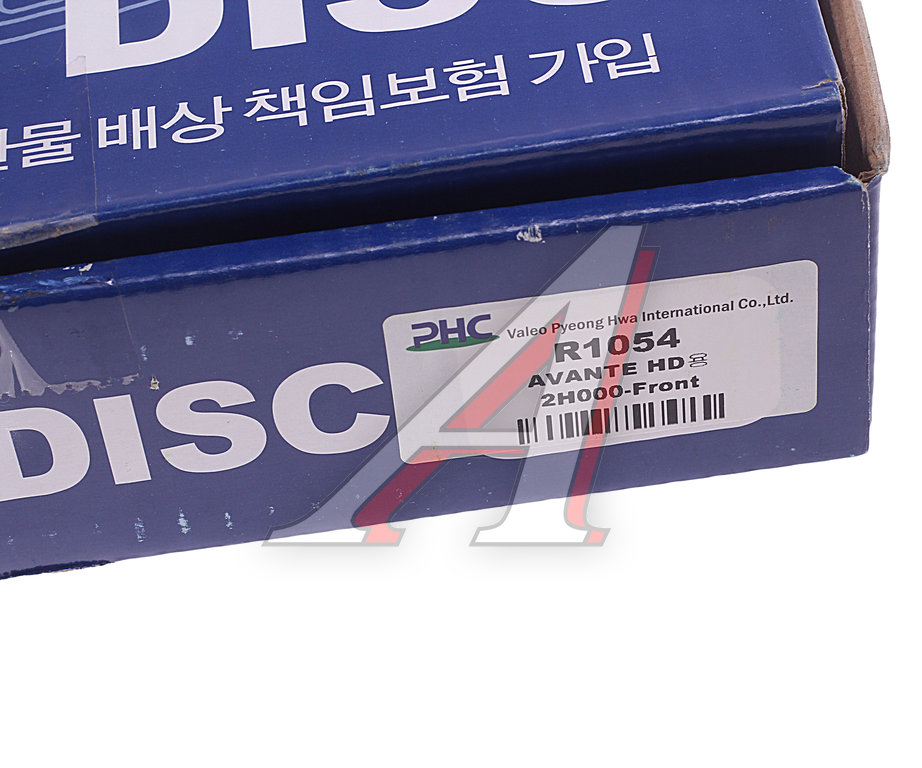 DISC
배상 책임보험 가입
DISC
PHC Valeo Pyeong Hwa International Co.,Ltd.
R1054
AVANTE HD용
2H000-Front